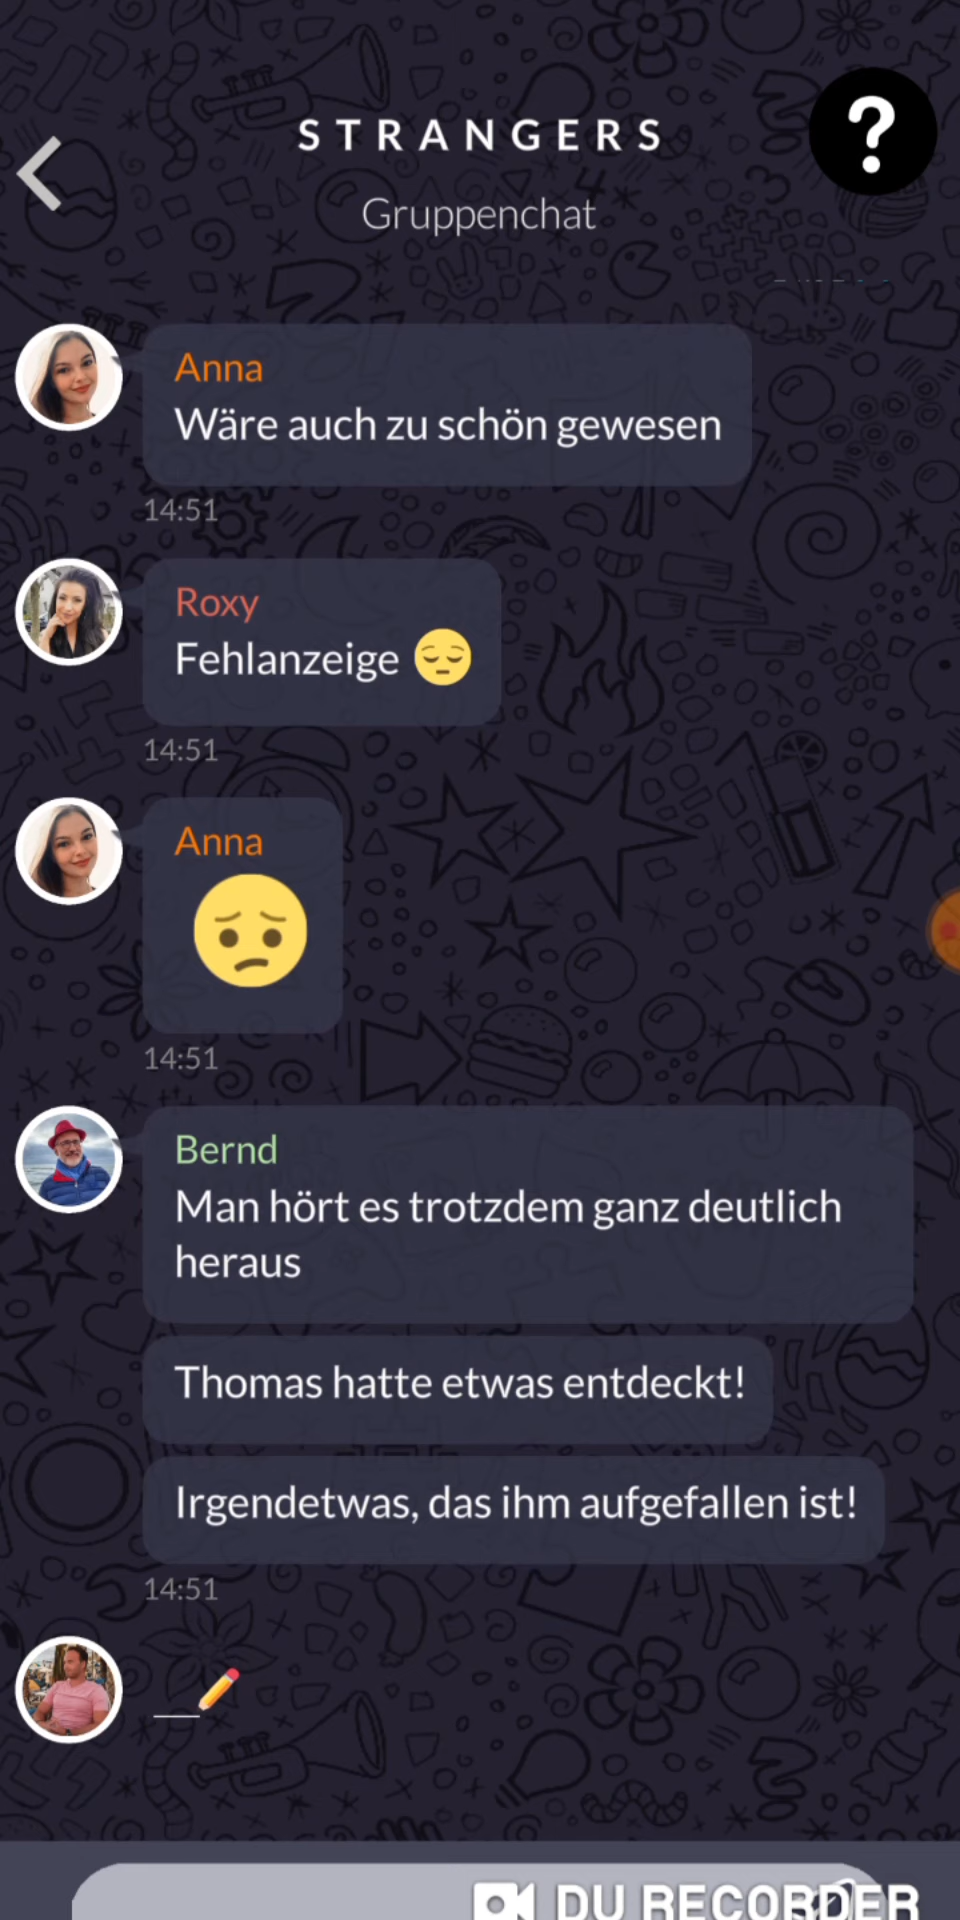 STRANGERS
?
Gruppenchat
Anna
Wäre auch zu schön gewesen
14:51
Roxy
Fehlanzeige 😔
14:51
Anna
😟
14:51
Bernd
Man hört es trotzdem ganz deutlich
heraus
Thomas hatte etwas entdeckt!
Irgendetwas, das ihm aufgefallen ist!
14:51
DU RECORDER